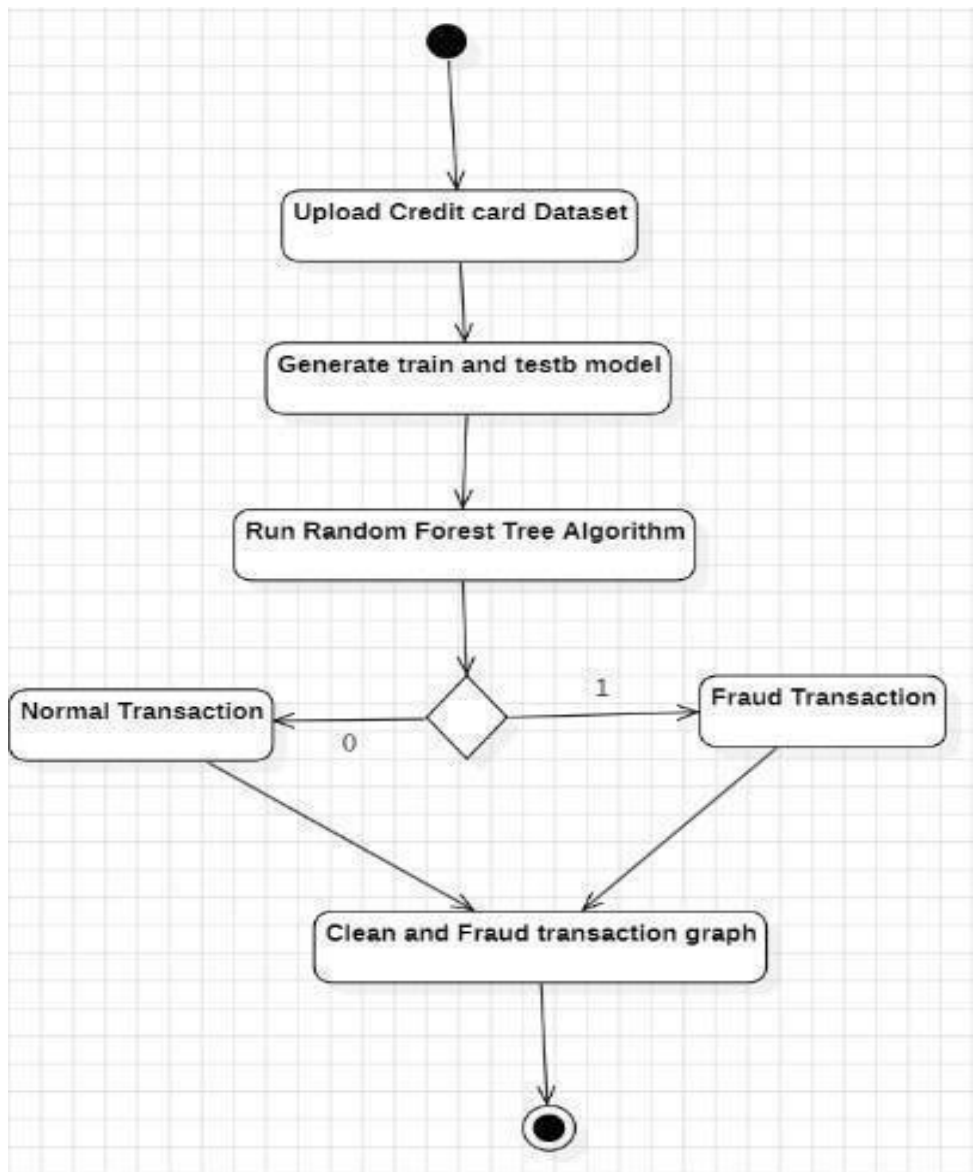 Upload Credit card Dataset
Generate train and testb model
Run Random Forest Tree Algorithm
Normal Transaction
0
1
Fraud Transaction
Clean and Fraud transaction graph